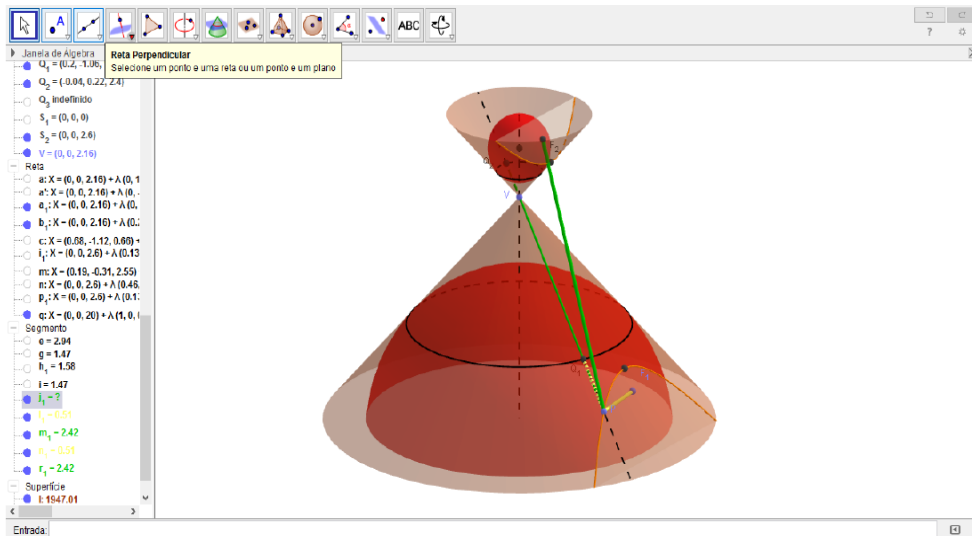 A
ABC
?
Janela de Álgebra
Reta Perpendicular
Selecione um ponto e uma reta ou um ponto e um plano
Q₁ = (0.2, -1.06,
Q₂ = (-0.04, 0.22, 2.4)
Q₃ indefinido
S₁ = (0, 0, 0)
S₂ = (0, 0, 2.6)
V = (0, 0, 2.16)
Reta
a: X = (0, 0, 2.16) + λ (0, 1
a': X = (0, 0, 2.16) + λ (0, -
a₁: X = (0, 0, 2.16) + λ (0,
b₁: X = (0, 0, 2.16) + λ (0.
c: X = (0.68, -1.12, 0.66) +
i₁: X = (0, 0, 2.6) + λ (0.13
m: X = (0.19, -0.31, 2.55)
n: X = (0, 0, 2.6) + λ (0.46,
p₁: X = (0, 0, 2.6) + λ (0.1
q: X = (0, 0, 20) + λ (1, 0,
Segmento
e = 2.94
g = 1.47
h₁ = 1.58
i = 1.47
j₁ = ?
m₁ = 2.42
r₁ = 2.42
Superfície
l: 1947.01
F₂
V
Q₁
Entrada: